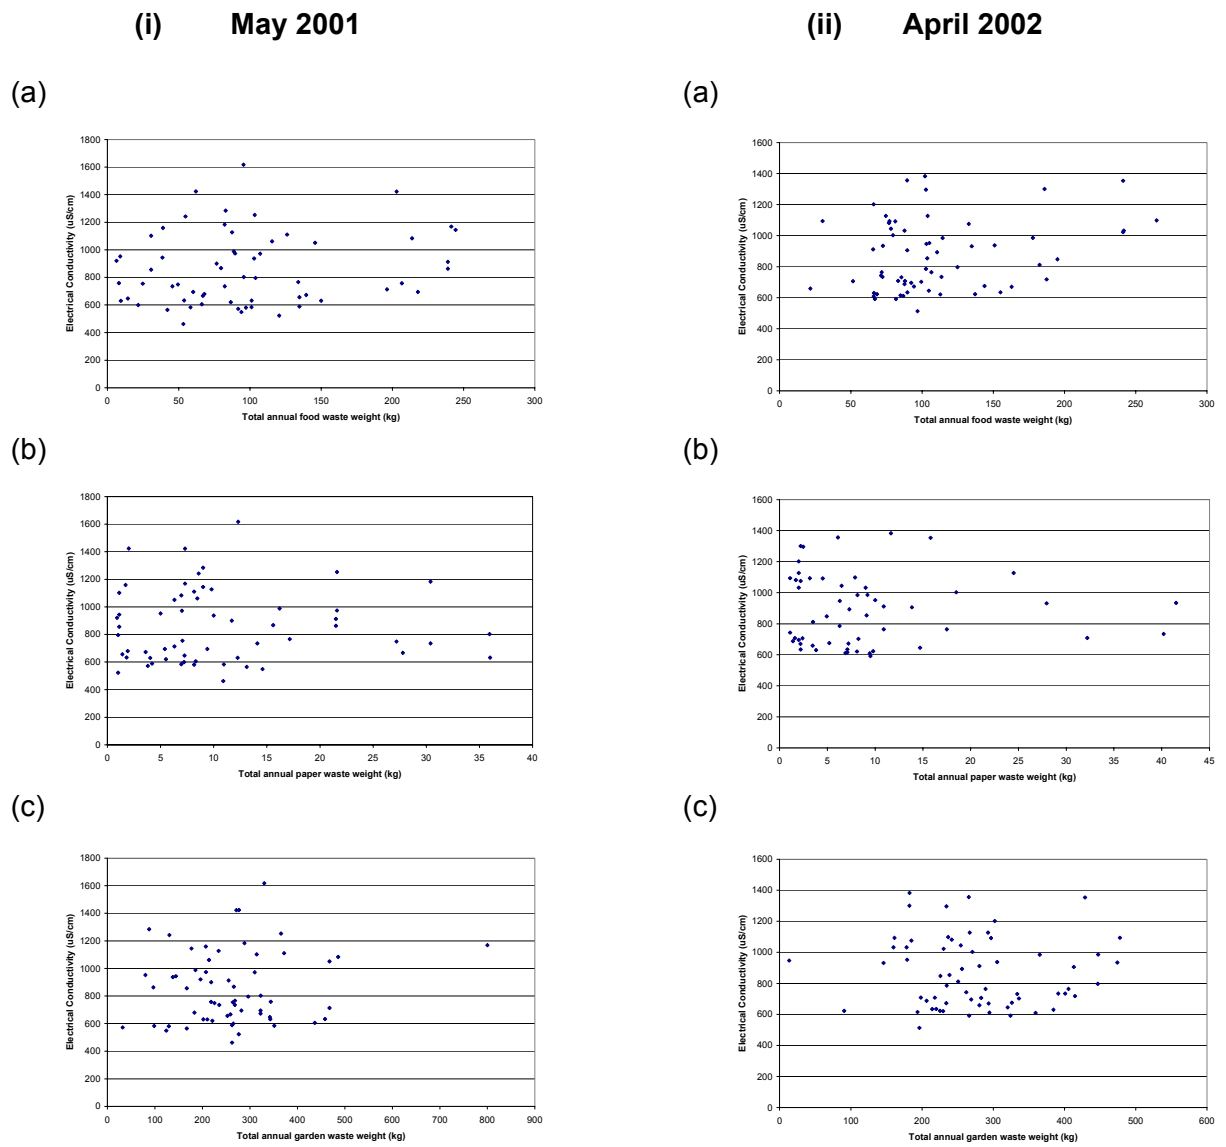 (i) May 2001
(ii) April 2002
(a)
Electrical Conductivity (uS/cm)
1800
1600
1400
1200
1000
800
600
400
200
0
0 50 100 150 200 250 300
Total annual food waste weight (kg)
(a)
Electrical Conductivity (uS/cm)
1600
1400
1200
1000
800
600
400
200
0
0 50 100 150 200 250 300
Total annual food waste weight (kg)
(b)
Electrical Conductivity (uS/cm)
1800
1600
1400
1200
1000
800
600
400
200
0
0 5 10 15 20 25 30 35 40
Total annual paper waste weight (kg)
(b)
Electrical Conductivity (uS/cm)
1600
1400
1200
1000
800
600
400
200
0
0 5 10 15 20 25 30 35 40 45
Total annual paper waste weight (kg)
(c)
Electrical Conductivity (uS/cm)
1800
1600
1400
1200
1000
800
600
400
200
0
0 100 200 300 400 500 600 700 800 900
Total annual garden waste weight (kg)
(c)
Electrical Conductivity (uS/cm)
1600
1400
1200
1000
800
600
400
200
0
0 100 200 300 400 500 600
Total annual garden waste weight (kg)